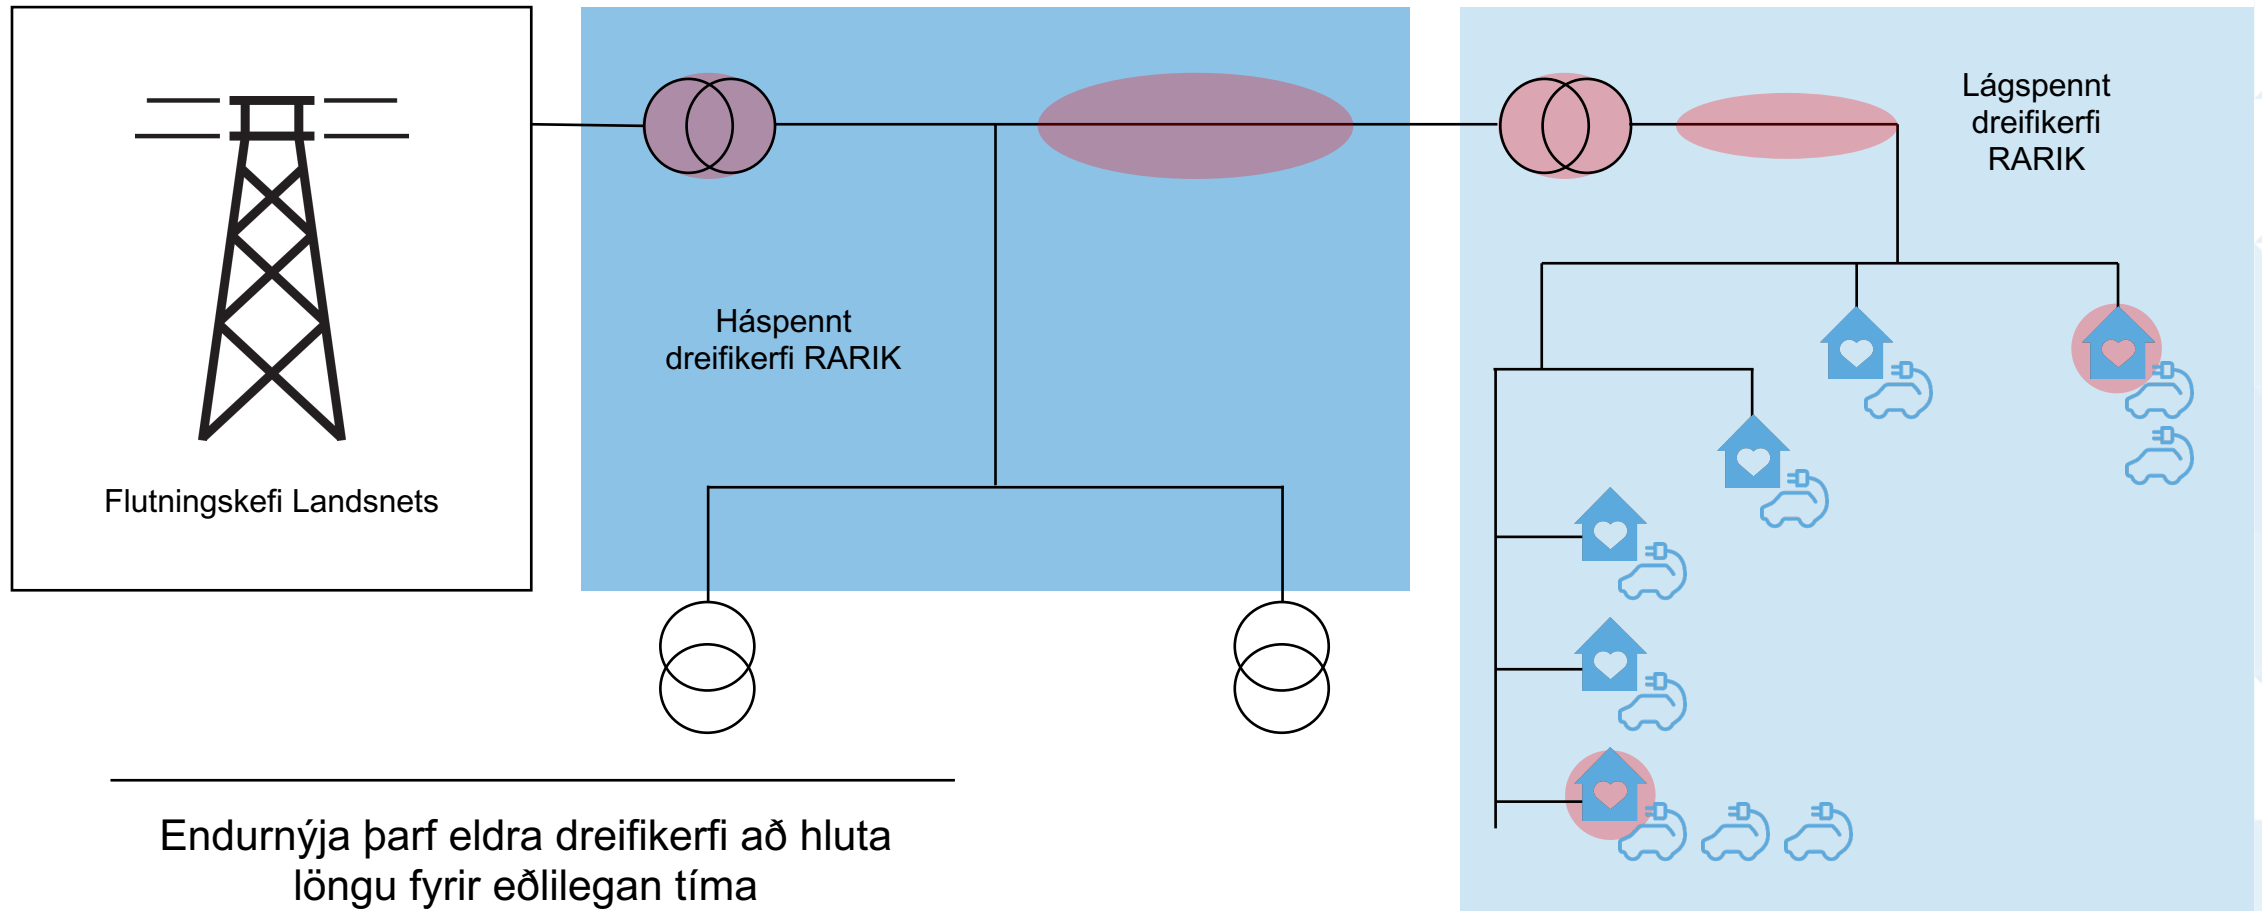 Flutningskefi Landsnets
Háspennt
dreifikerfi RARIK
Lágspennt
dreifikerfi
RARIK
Endurnýja þarf eldra dreifikerfi að hluta
löngu fyrir eðlilegan tíma